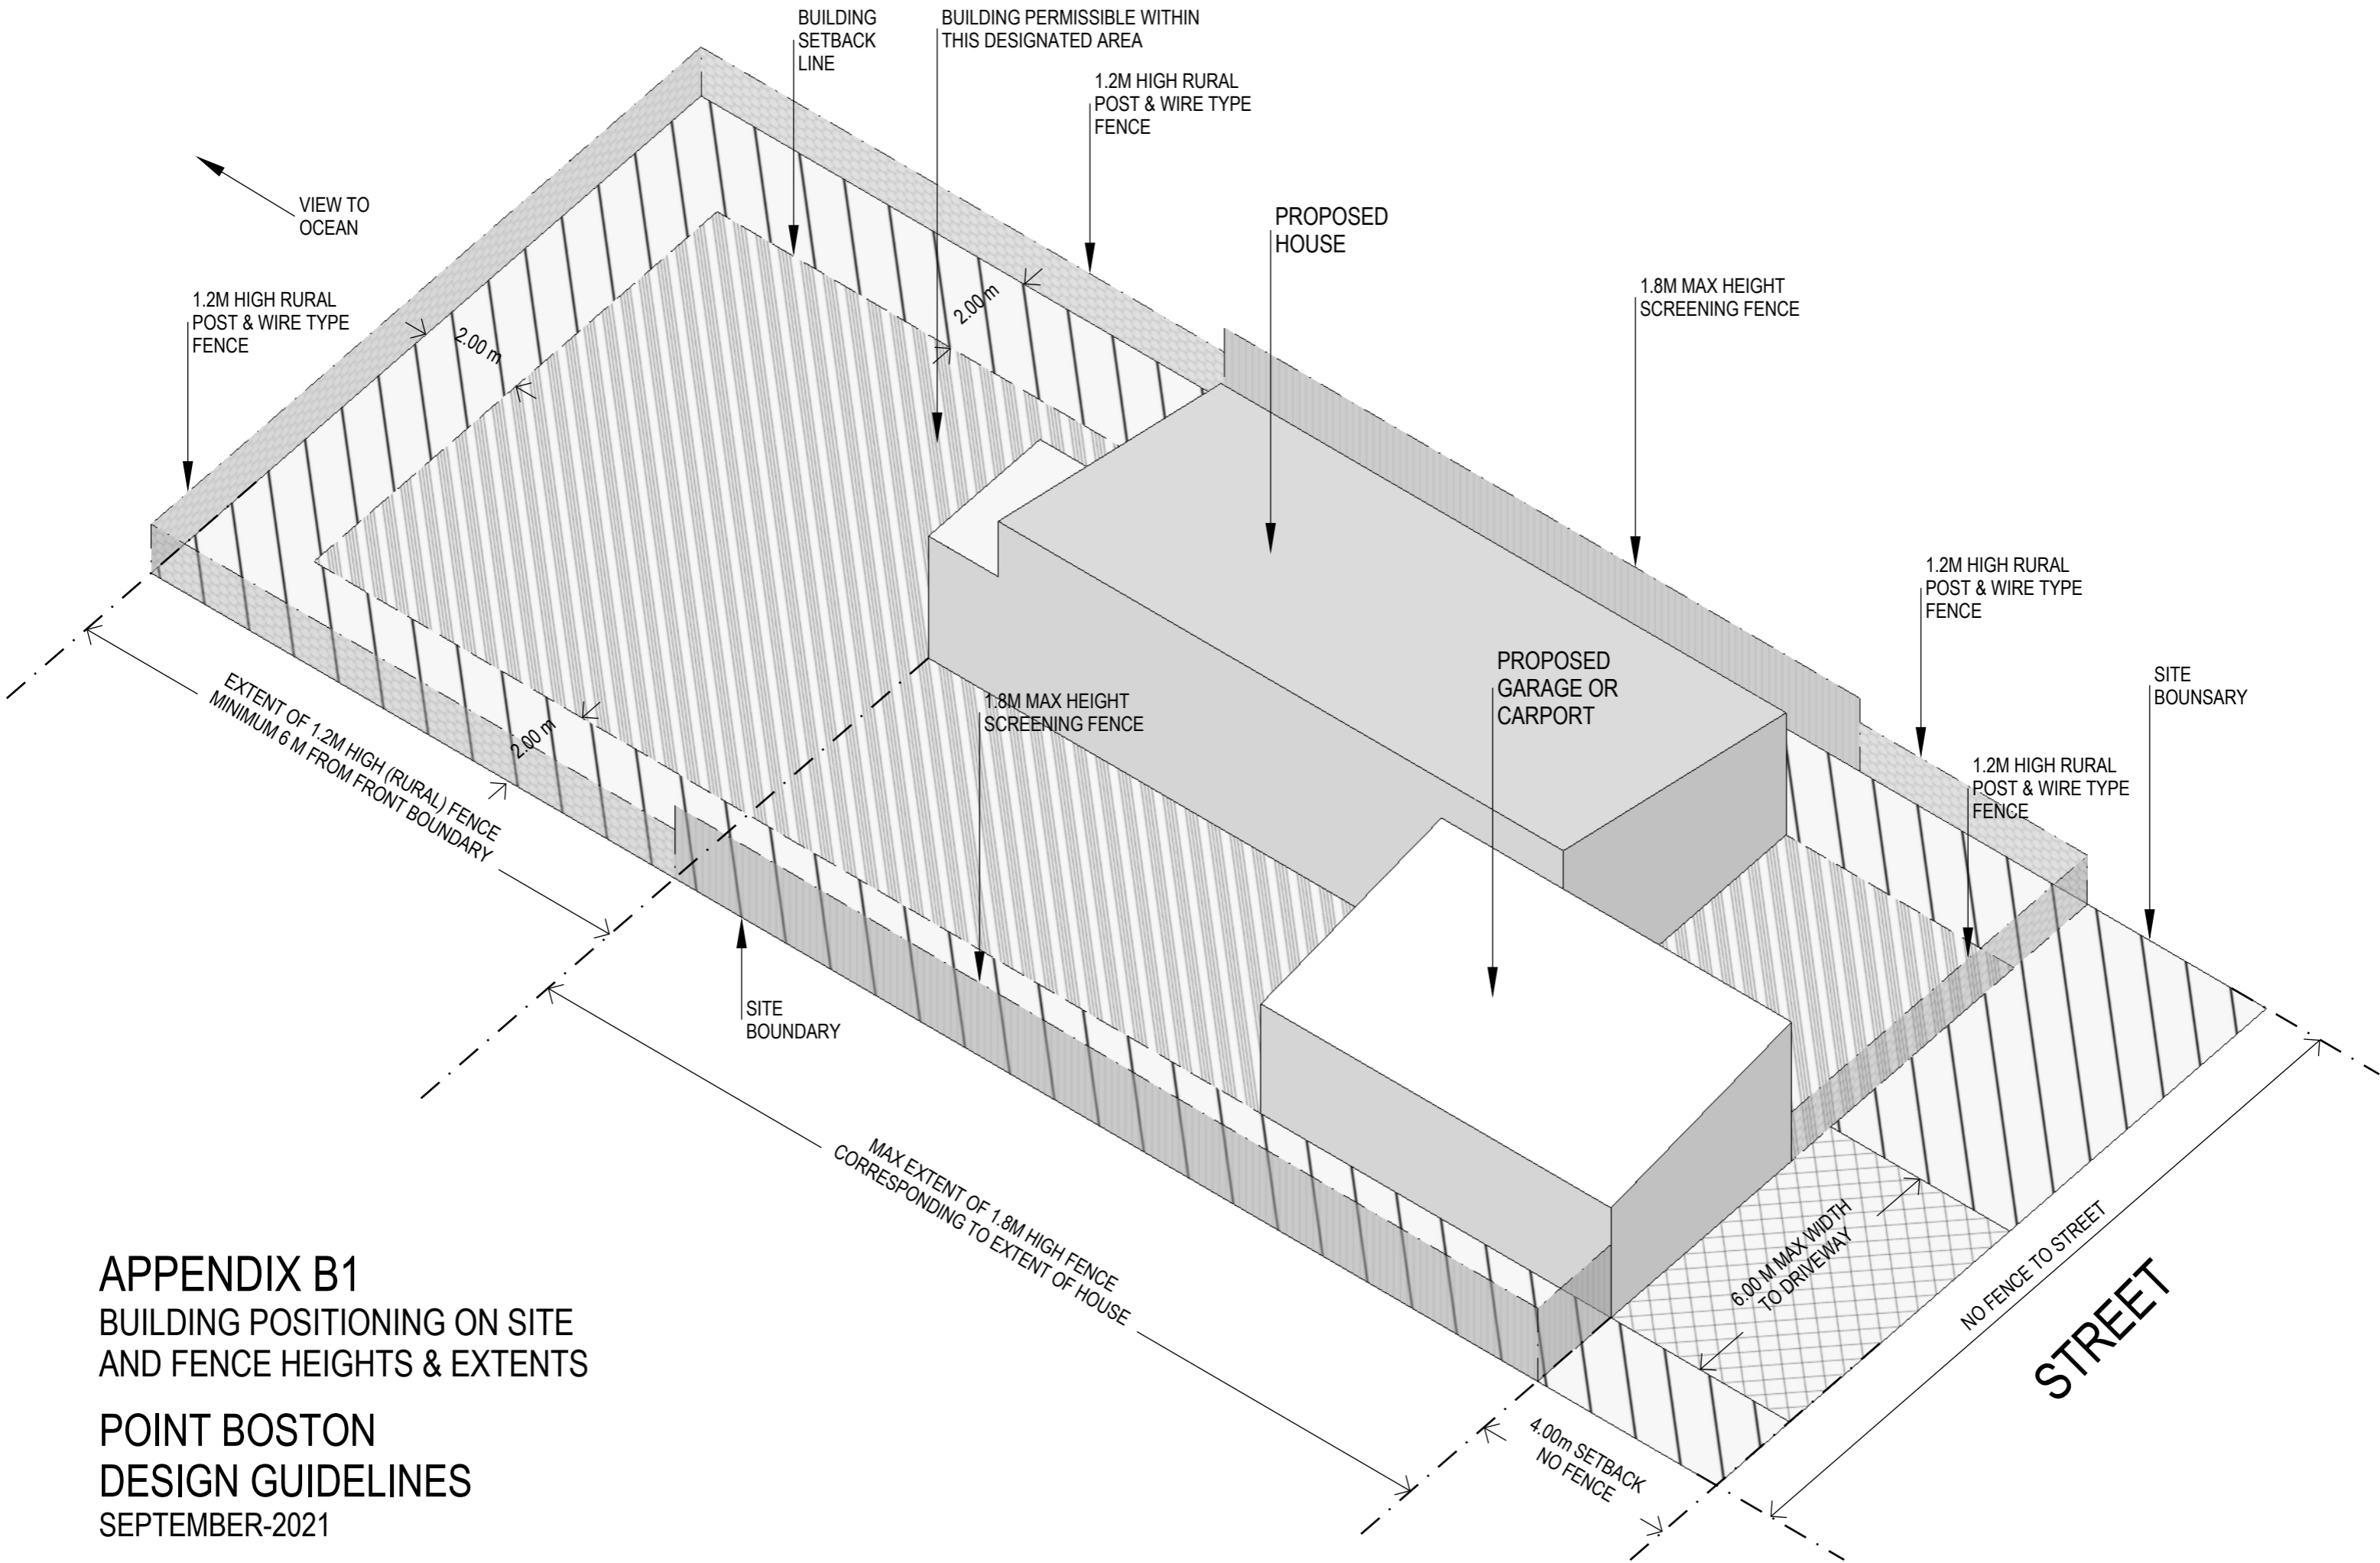 BUILDING
SETBACK
LINE
BUILDING PERMISSIBLE WITHIN
THIS DESIGNATED AREA
1.2M HIGH RURAL
POST & WIRE TYPE
FENCE
VIEW TO
OCEAN
PROPOSED
HOUSE
1.8M MAX HEIGHT
SCREENING FENCE
1.2M HIGH RURAL
POST & WIRE TYPE
FENCE
2.00 m
2.00 m
1.2M HIGH RURAL
POST & WIRE TYPE
FENCE
PROPOSED
GARAGE OR
CARPORT
SITE
BOUNSARY
1.8M MAX HEIGHT
SCREENING FENCE
EXTENT OF 1.2M HIGH (RURAL) FENCE
MINIMUM 6 M FROM FRONT BOUNDARY
2.00 m
1.2M HIGH RURAL
POST & WIRE TYPE
FENCE
SITE
BOUNDARY
MAX EXTENT OF 1.8M HIGH FENCE
CORRESPONDING TO EXTENT OF HOUSE
6.00 M MAX WIDTH
TO DRIVEWAY
NO FENCE TO STREET
STREET
4.00m SETBACK
NO FENCE
APPENDIX B1
BUILDING POSITIONING ON SITE
AND FENCE HEIGHTS & EXTENTS
POINT BOSTON
DESIGN GUIDELINES
SEPTEMBER-2021